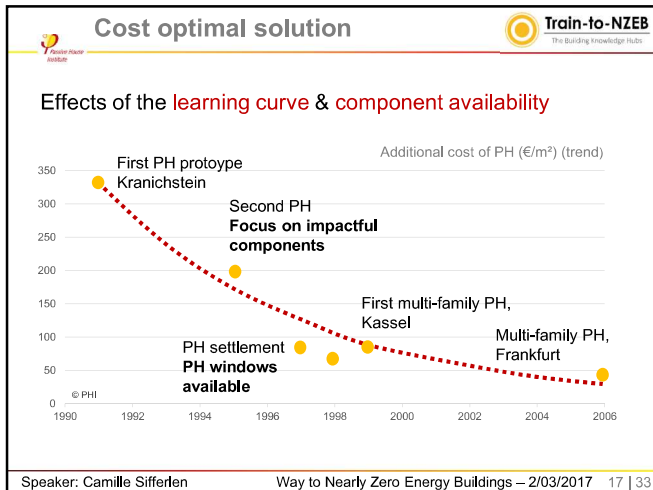 Cost optimal solution
Passive House
Institute
Train-to-NZEB
The Building Knowledge Hubs
Effects of the learning curve & component availability
Additional cost of PH (€/m²) (trend)
First PH protoype
Kranichstein
Second PH
Focus on impactful
components
First multi-family PH,
Kassel
PH settlement
PH windows
available
Multi-family PH,
Frankfurt
350
300
250
200
150
100
50
0
© PHI
1990 1992 1994 1996 1998 2000 2002 2004 2006
Speaker: Camille Sifferlen Way to Nearly Zero Energy Buildings – 2/03/2017 17 | 33